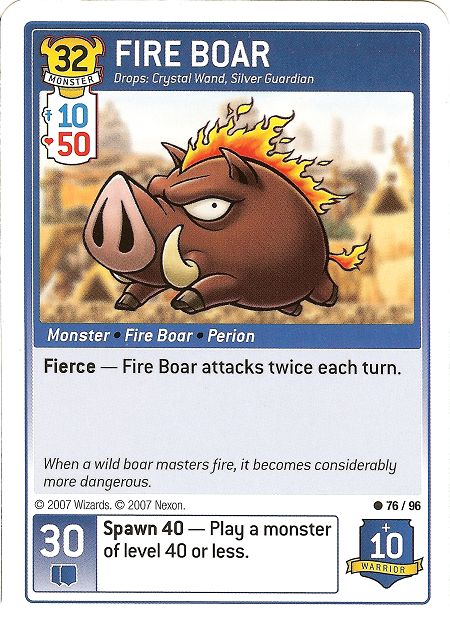 32
MONSTER
FIRE BOAR
Drops: Crystal Wand, Silver Guardian
10
50
Monster • Fire Boar • Perion
Fierce — Fire Boar attacks twice each turn.
When a wild boar masters fire, it becomes considerably
more dangerous.
© 2007 Wizards. © 2007 Nexon.
● 76 / 96
30
Spawn 40 — Play a monster
of level 40 or less.
+
10
WARRIOR